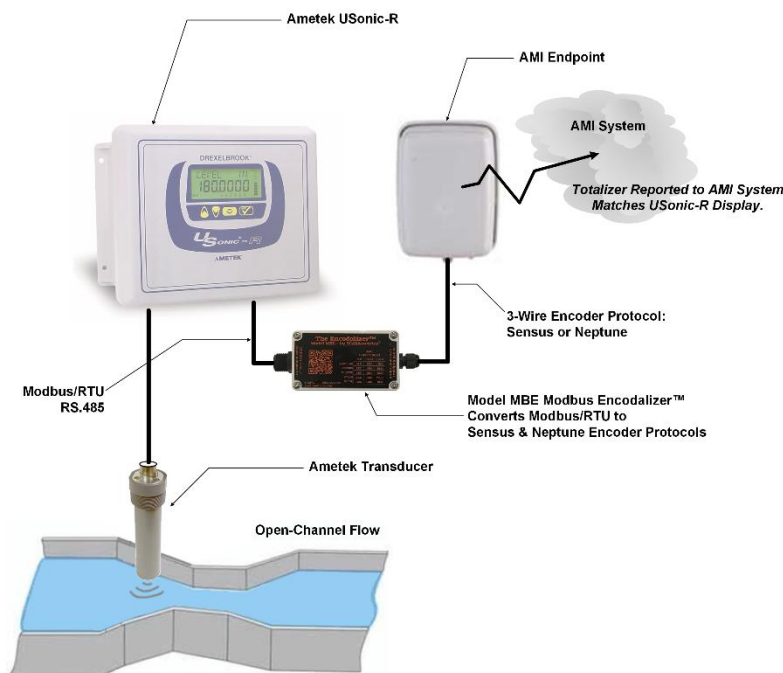 Ametek USonic-R
AMI Endpoint
DREXELBROOK
LEVEL IN
180.0000
USONIC-R
AMETEK
AMI System
Totalizer Reported to AMI System
Matches USonic-R Display.
3-Wire Encoder Protocol:
Sensus or Neptune
The Encodalizer™
Modbus/RTU
RS.485
Model MBE Modbus Encodalizer™
Converts Modbus/RTU to
Sensus & Neptune Encoder Protocols
Ametek Transducer
Open-Channel Flow